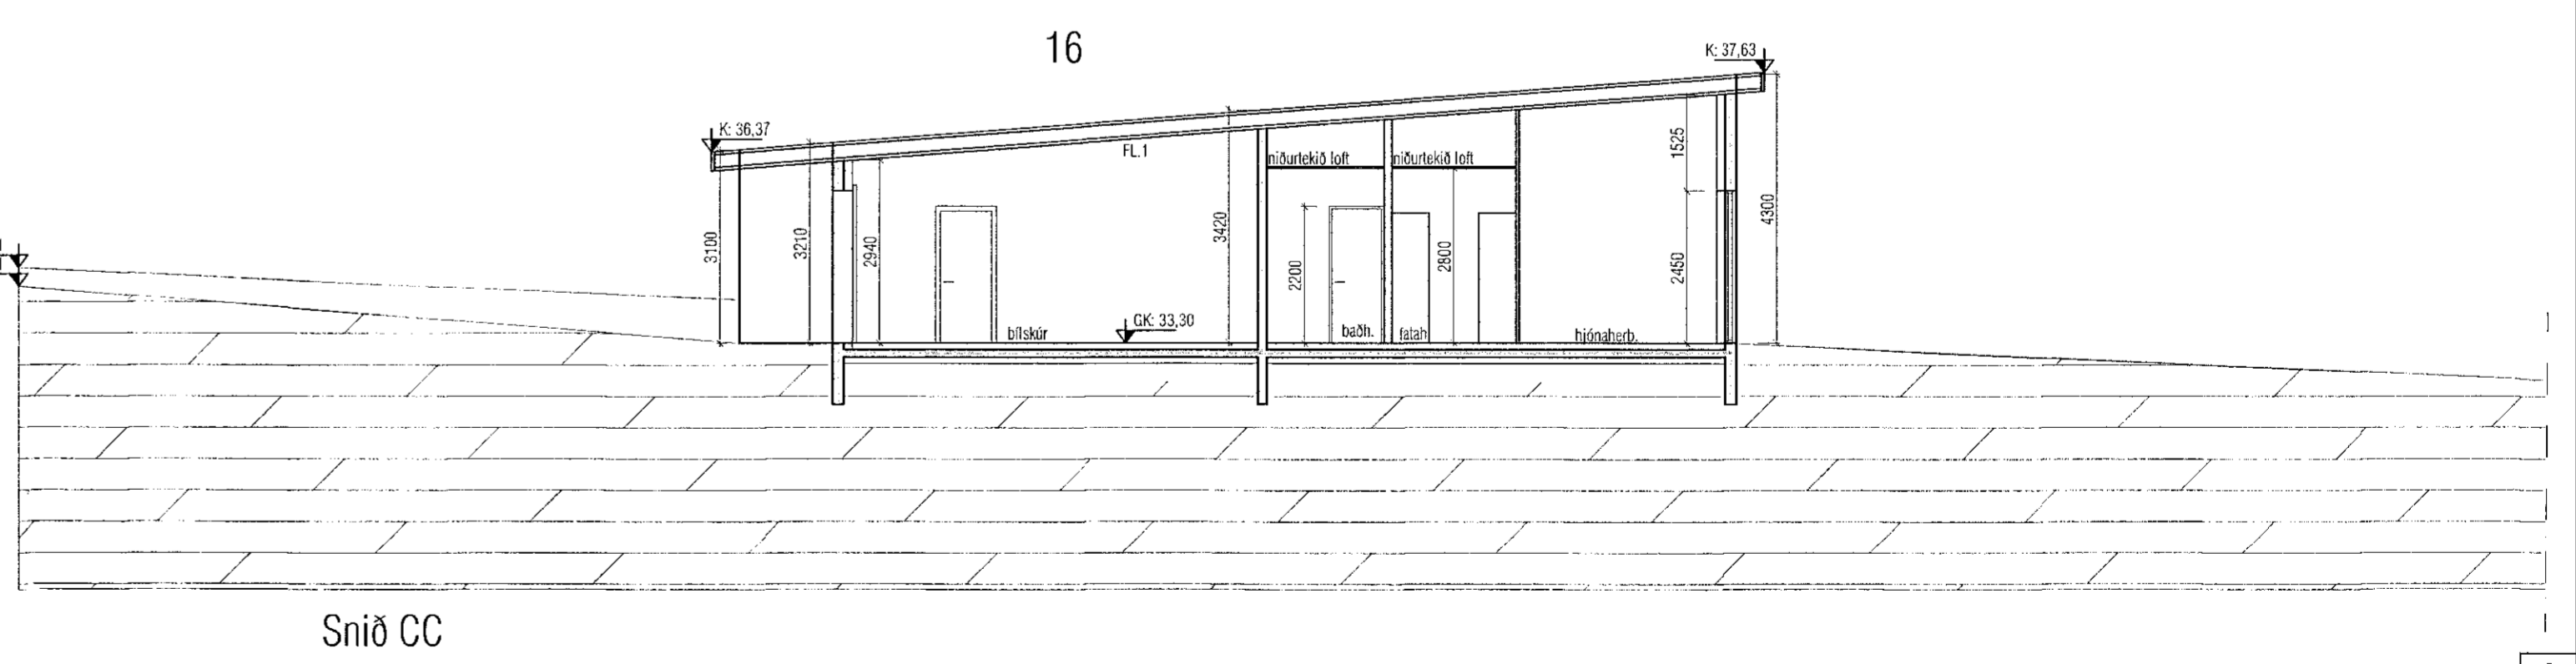 16
K: 37,63
K: 36,37
FL.1
niðurtekið loft
niðurtekið loft
1525
3100
3210
2940
3420
2200
2800
2450
4300
GK: 33,30
bílskúr
baðh.
fatah
hjónaherb.
Snið CC